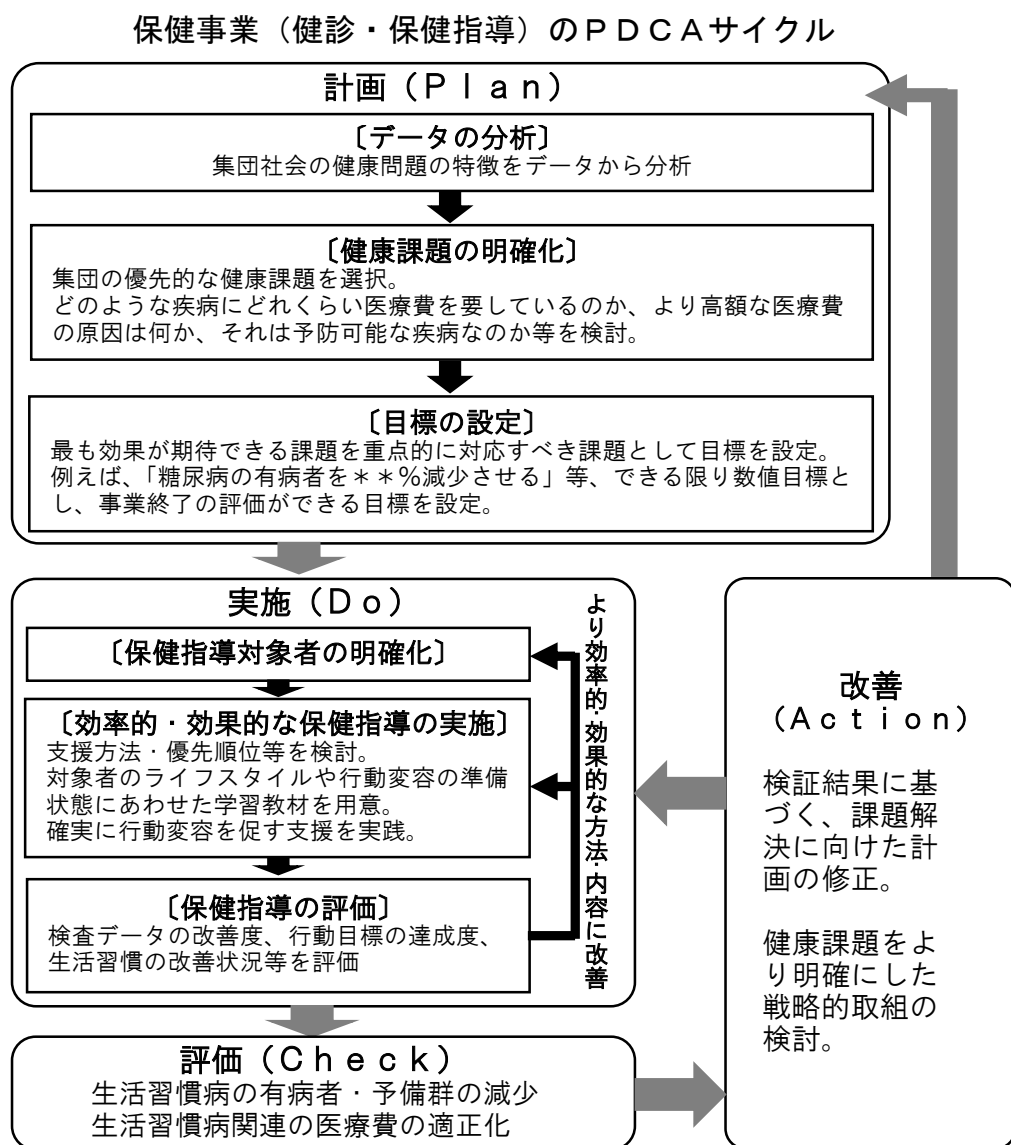 保健事業（健診・保健指導）のＰＤＣＡサイクル
計画（Ｐｌａｎ）
〔データの分析〕
集団社会の健康問題の特徴をデータから分析
〔健康課題の明確化〕
集団の優先的な健康課題を選択。
どのような疾病にどれくらい医療費を要しているのか、より高額な医療費
の原因は何か、それは予防可能な疾病なのか等を検討。
〔目標の設定〕
最も効果が期待できる課題を重点的に対応すべき課題として目標を設定。
例えば、「糖尿病の有病者を＊＊％減少させる」等、できる限り数値目標と
し、事業終了の評価ができる目標を設定。
実施（Ｄｏ）
〔保健指導対象者の明確化〕
〔効率的・効果的な保健指導の実施〕
支援方法・優先順位等を検討。
対象者のライフスタイルや行動変容の準備
状態にあわせた学習教材を用意。
確実に行動変容を促す支援を実践。
〔保健指導の評価〕
検査データの改善度、行動目標の達成度、
生活習慣の改善状況等を評価
より効率的・効果的な方法・内容に改善
評価（Ｃｈｅｃｋ）
生活習慣病の有病者・予備群の減少
生活習慣病関連の医療費の適正化
改善
（Ａｃｔｉｏｎ）
検証結果に基
づく、課題解
決に向けた計
画の修正。
健康課題をよ
り明確にした
戦略的取組の
検討。